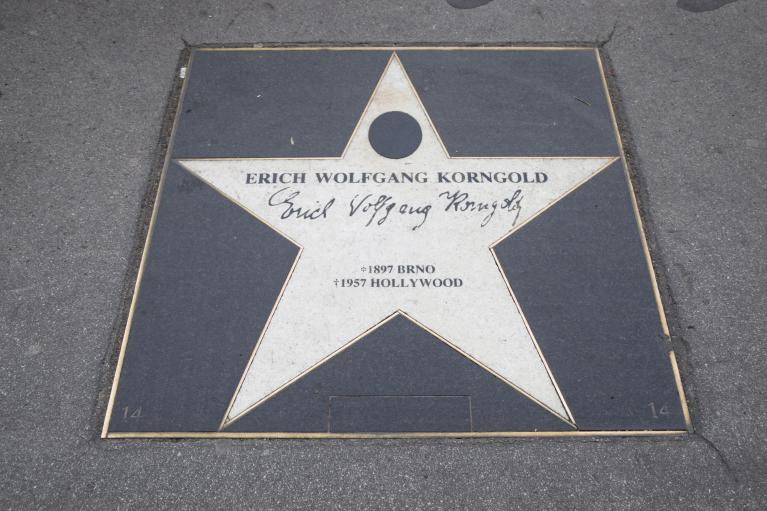 ERICH WOLFGANG KORNGOLD
Erich Wolfgang Korngold
*1897 BRNO
†1957 HOLLYWOOD
14 14